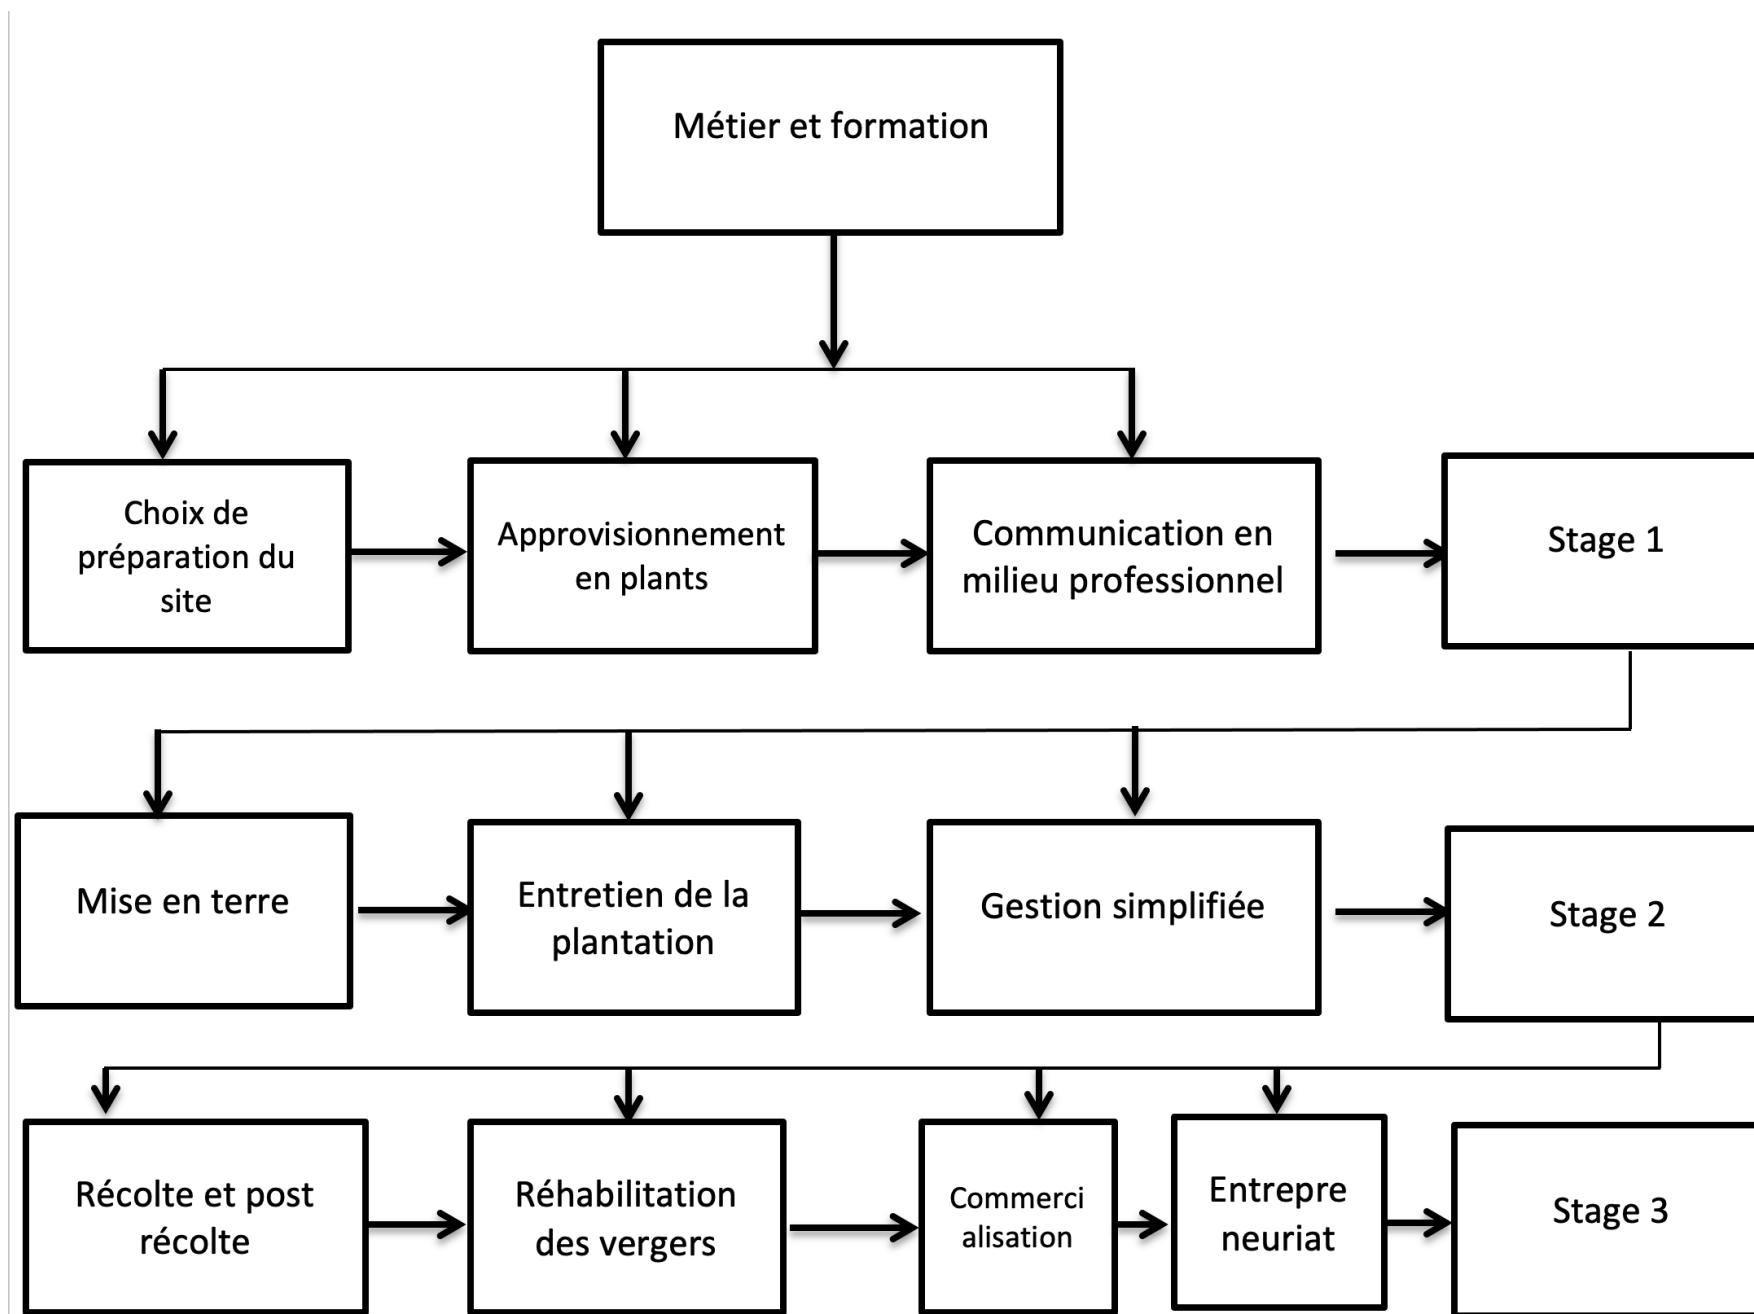 Métier et formation
Choix de
préparation du
site
Approvisionnement
en plants
Communication en
milieu professionnel
Stage 1
Mise en terre
Entretien de la
plantation
Gestion simplifiée
Stage 2
Récolte et post
récolte
Réhabilitation
des vergers
Commerci
alisation
Entrepre
neuriat
Stage 3